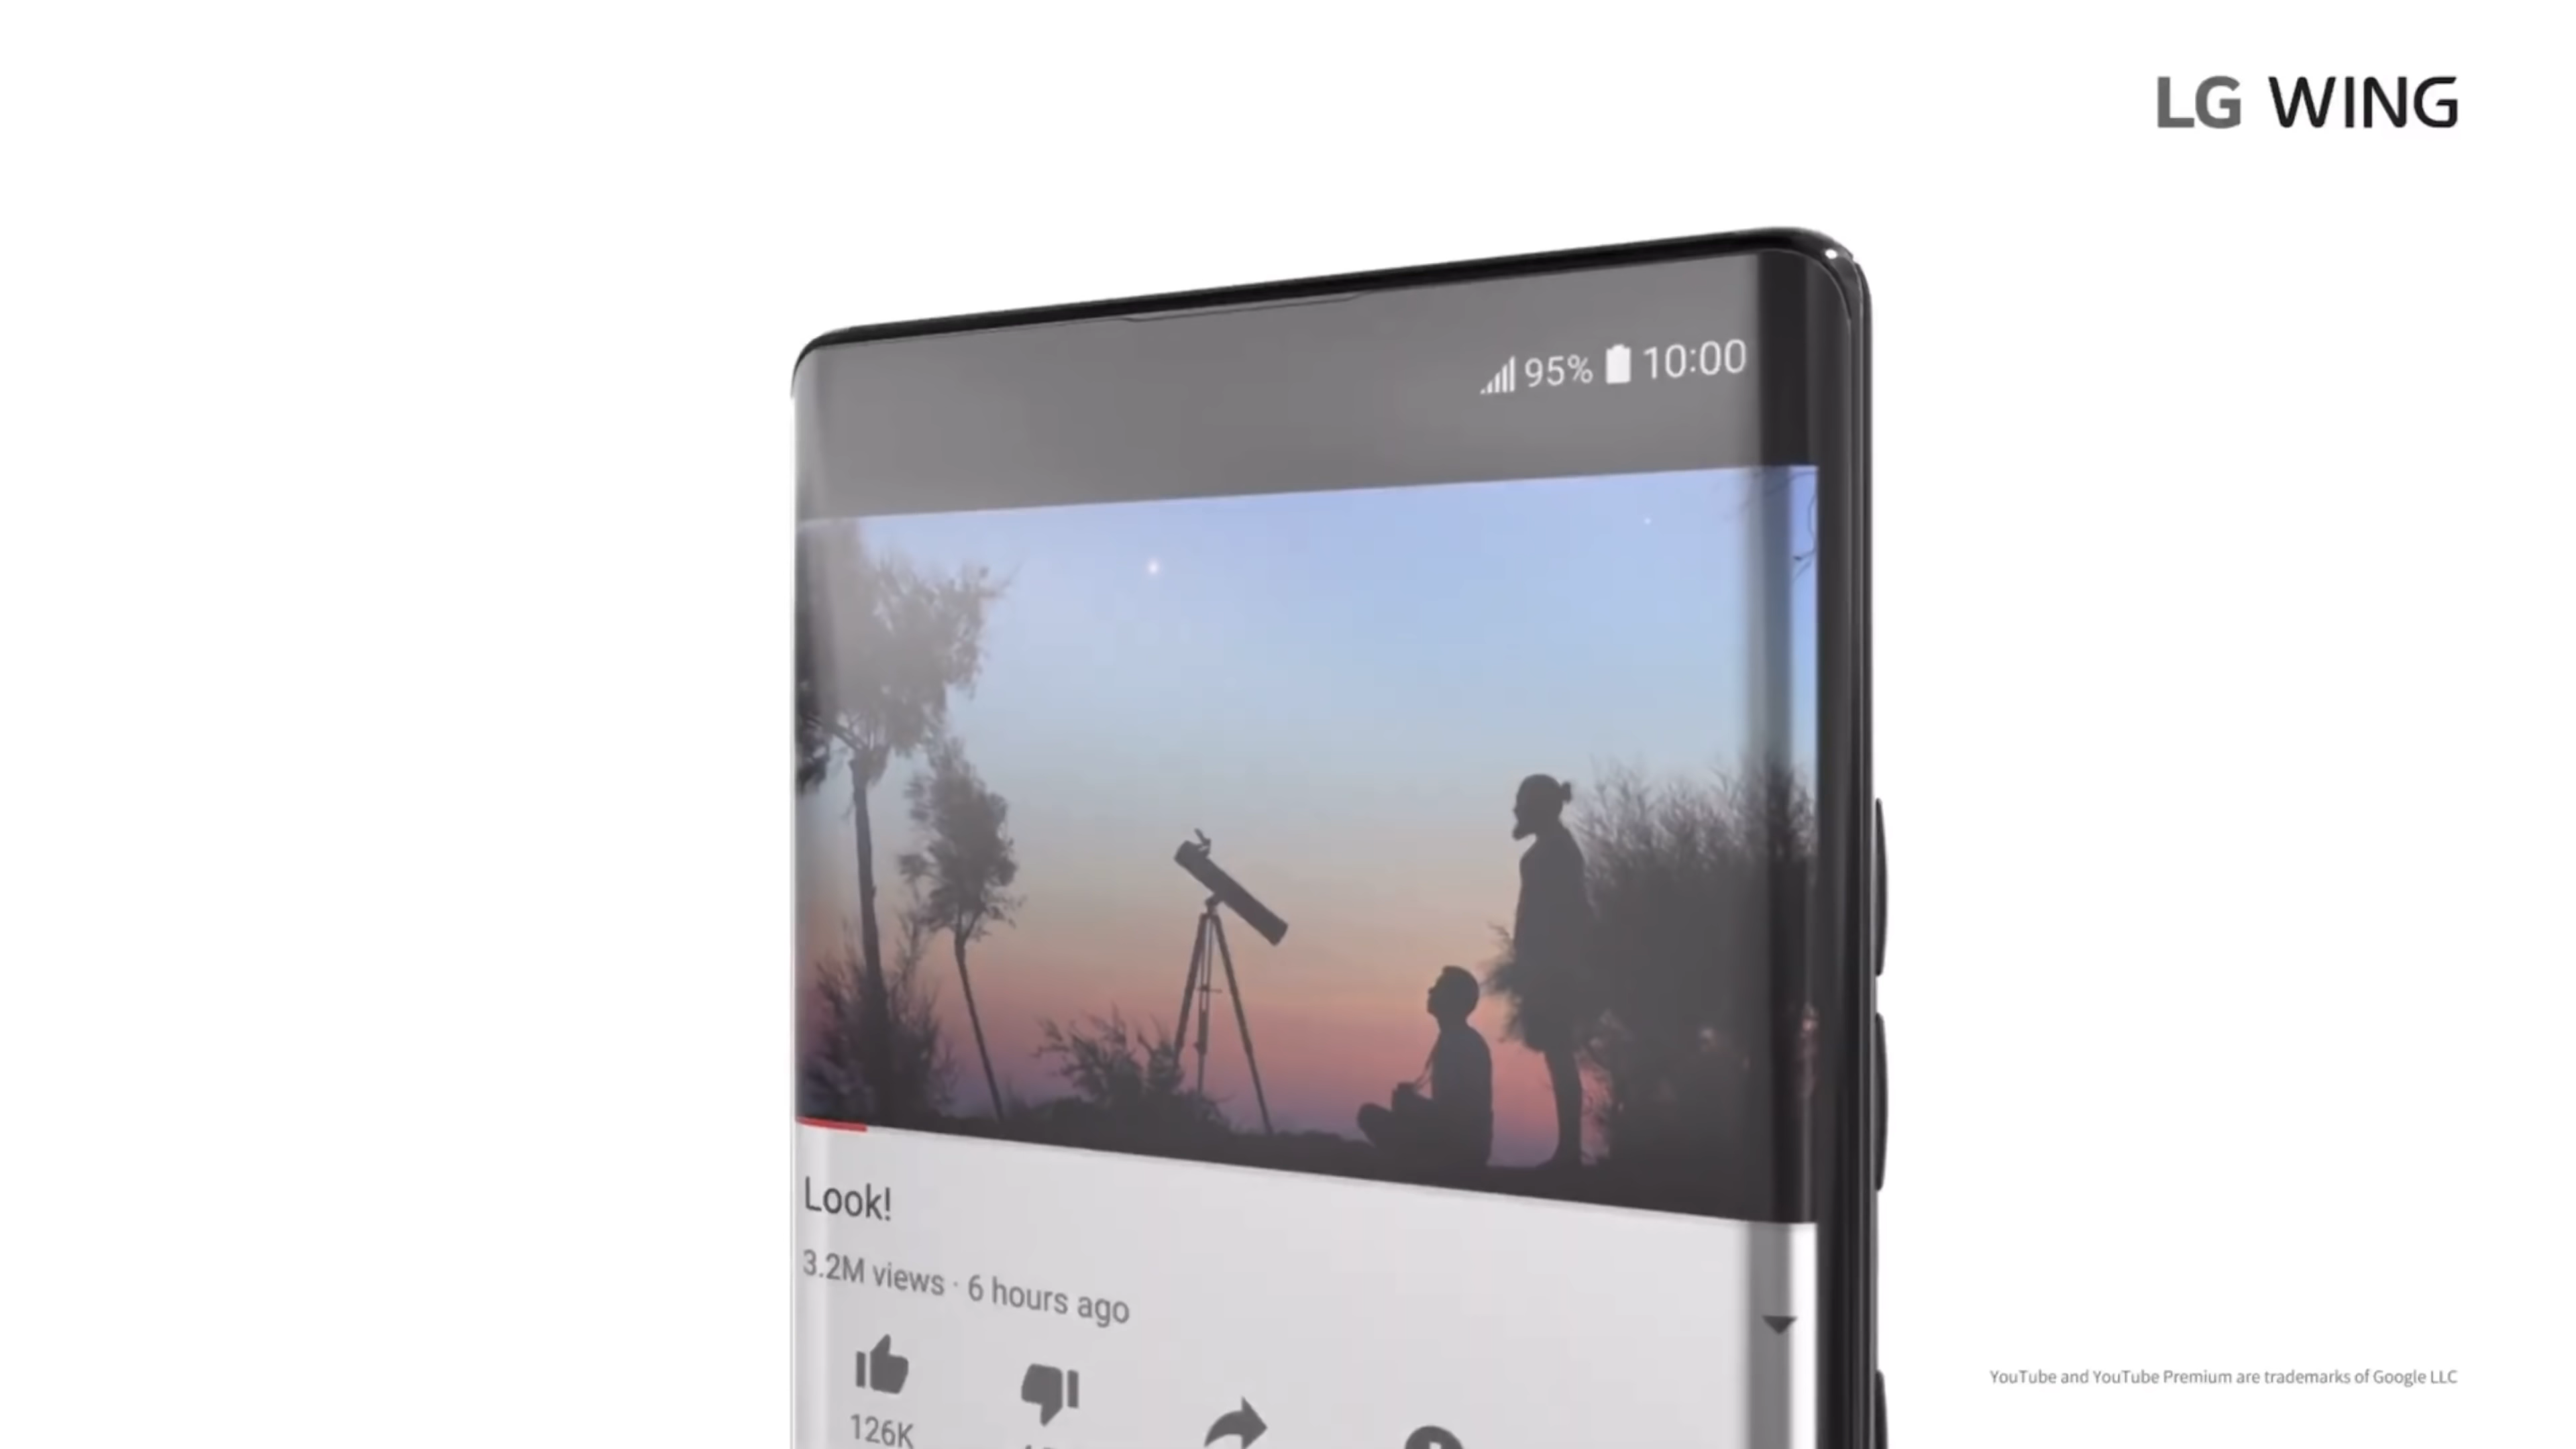 LG WING
95% 10:00
Look!
3.2M views · 6 hours ago
126K
YouTube and YouTube Premium are trademarks of Google LLC